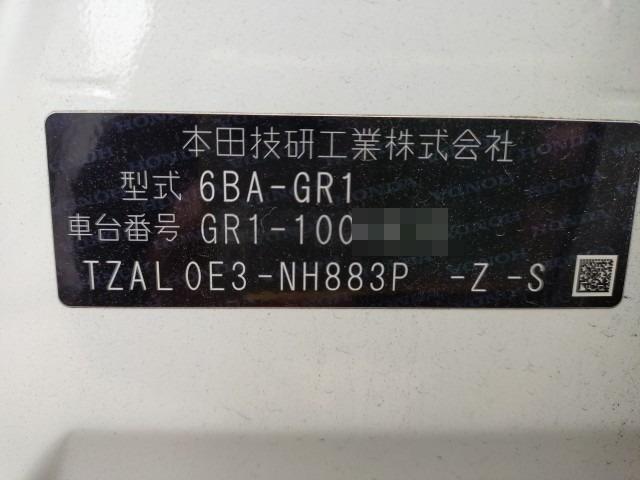 本田技研工業株式会社
型式 6BA-GR1
車台番号 GR1-100
TZAL0E3-NH883P -Z-S